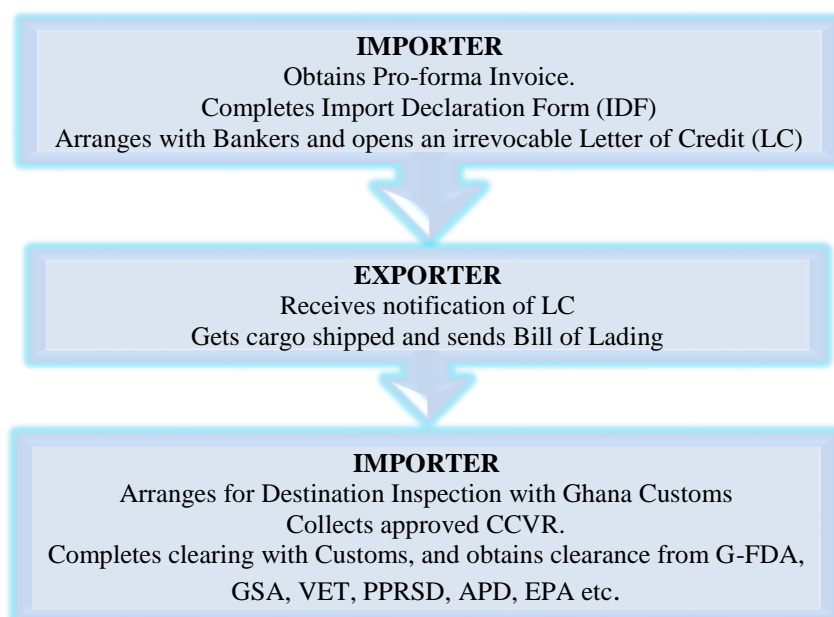 IMPORTER
Obtains Pro-forma Invoice.
Completes Import Declaration Form (IDF)
Arranges with Bankers and opens an irrevocable Letter of Credit (LC)
EXPORTER
Receives notification of LC
Gets cargo shipped and sends Bill of Lading
IMPORTER
Arranges for Destination Inspection with Ghana Customs
Collects approved CCVR.
Completes clearing with Customs, and obtains clearance from G-FDA,
GSA, VET, PPRSD, APD, EPA etc.